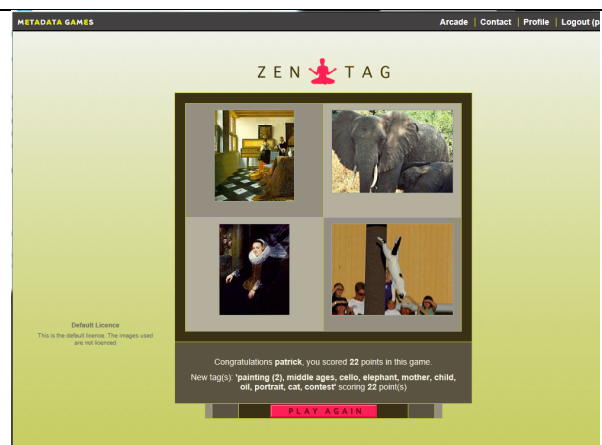 METADATA GAMES
Arcade | Contact | Profile | Logout (p
ZEN TAG
Default Licence
This is the default licence. The images used
are not licenced
Congratulations patrick, you scored 22 points in this game.
New tag(s): 'painting (2), middle ages, cello, elephant, mother, child,
oil, portrait, cat, contest' scoring 22 point(s)
PLAY AGAIN